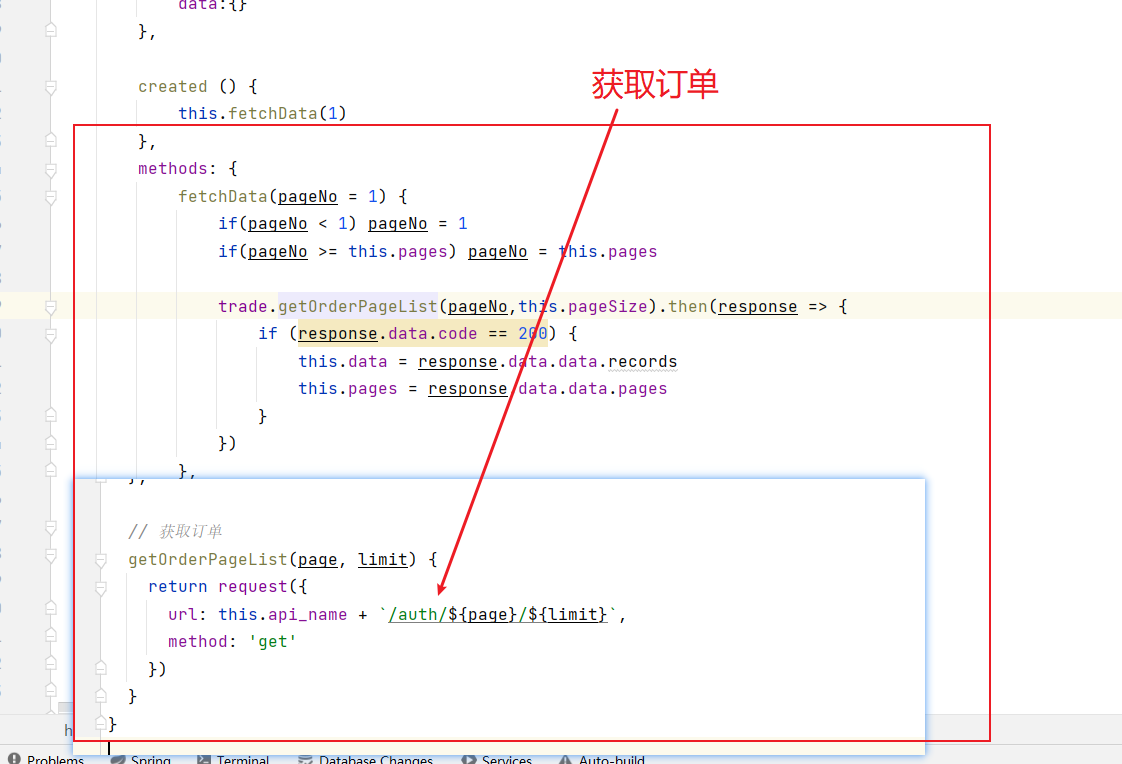 data:{}
},
created () {
获取订单
this.fetchData(1)
},
methods: {
fetchData(pageNo = 1) {
if(pageNo < 1) pageNo = 1
if(pageNo >= this.pages) pageNo = this.pages
trade.getOrderPageList(pageNo,this.pageSize).then(response => {
if (response.data.code == 200) {
this.data = response.data.data.records
this.pages = response.data.data.pages
}
})
},
// 获取订单
getOrderPageList(page, limit) {
return request({
url: this.api_name + `/auth/${page}/${limit}`,
method: 'get'
})
}
}
Problems Spring Terminal Database Changes Services Auto-build